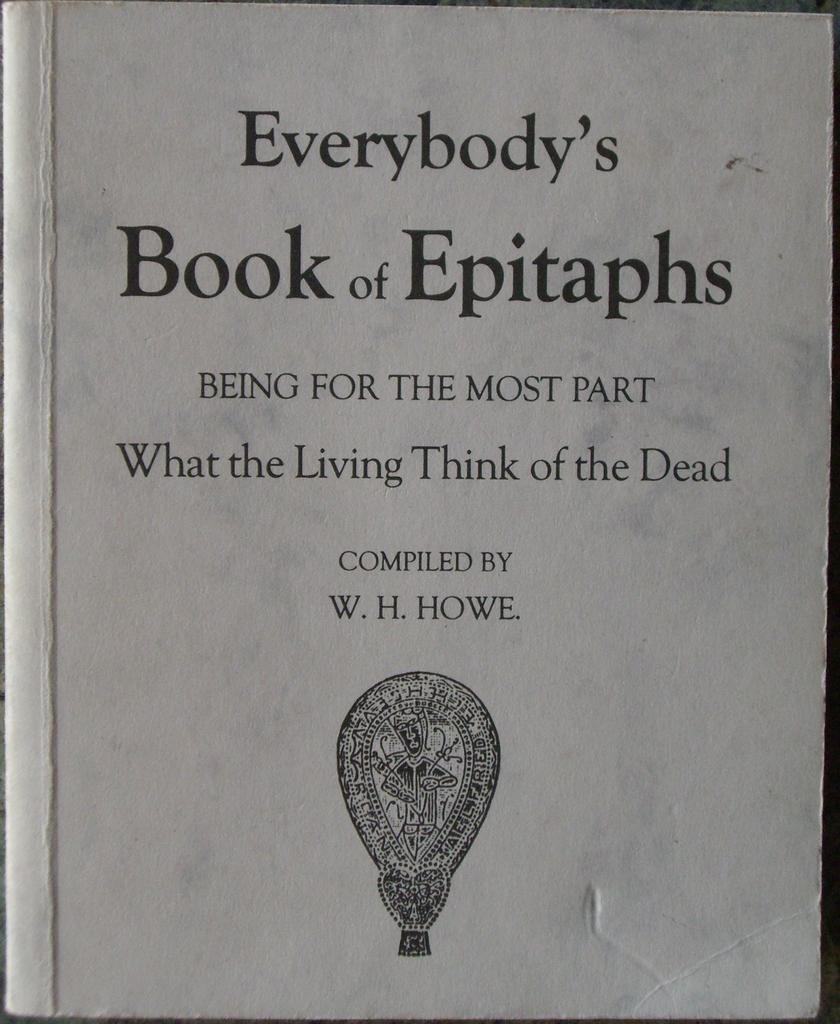 Everybody's
Book of Epitaphs
BEING FOR THE MOST PART
What the Living Think of the Dead
COMPILED BY
W. H. HOWE.